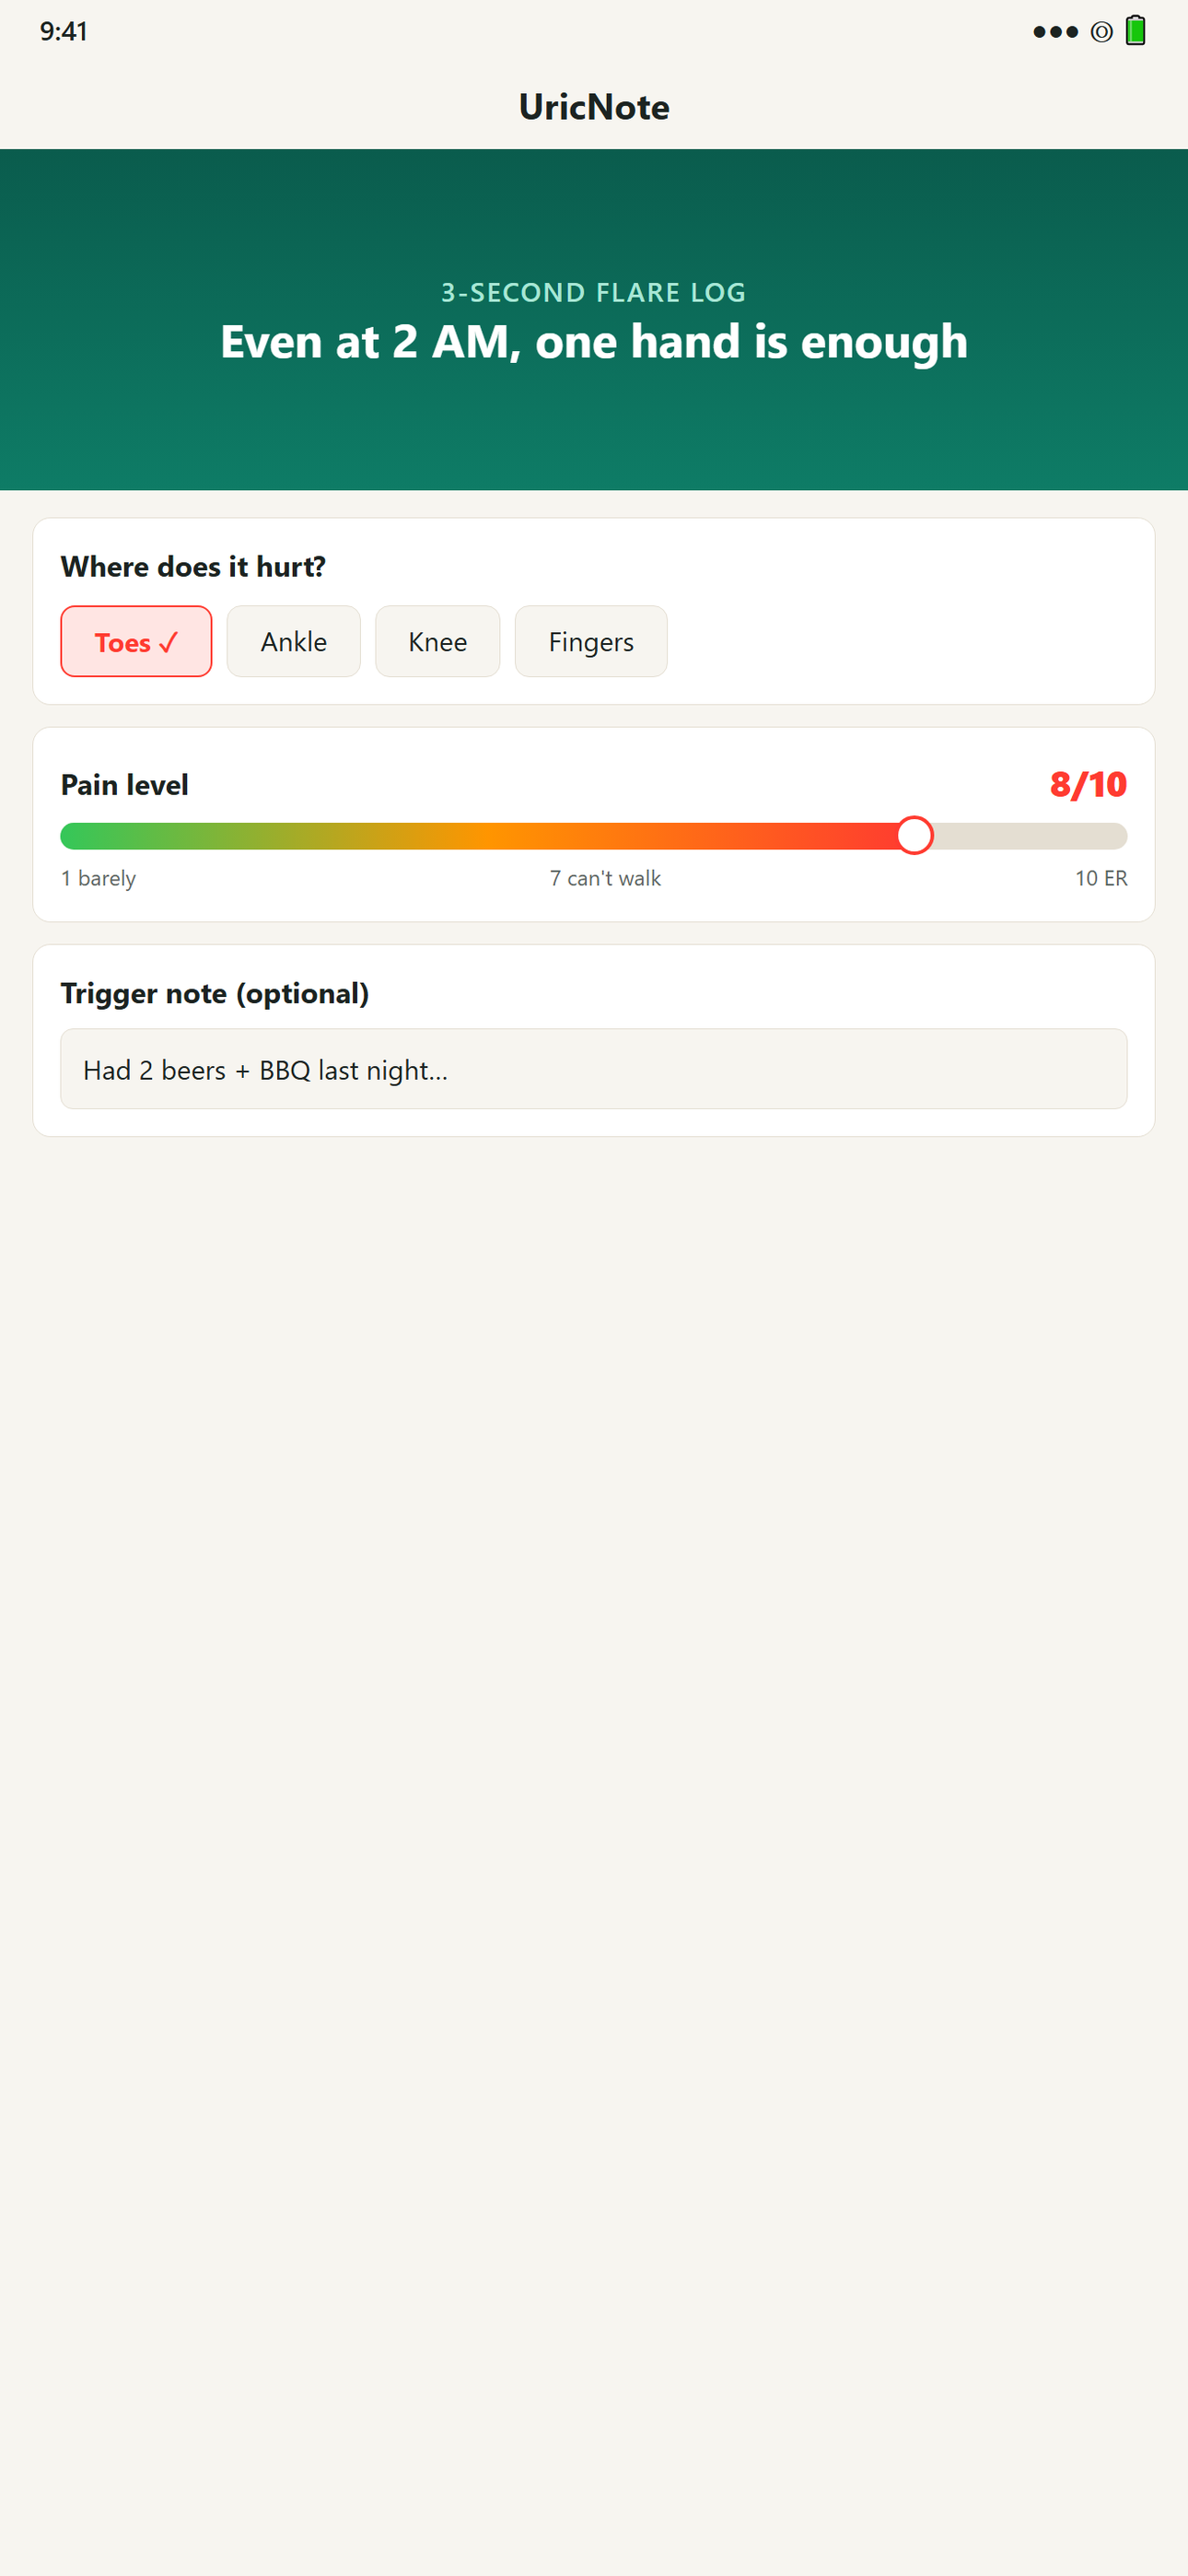 9:41
UricNote
3-SECOND FLARE LOG
Even at 2 AM, one hand is enough
Where does it hurt?
Toes ✓ Ankle Knee Fingers
Pain level 8/10
1 barely 7 can't walk 10 ER
Trigger note (optional)
Had 2 beers + BBQ last night...